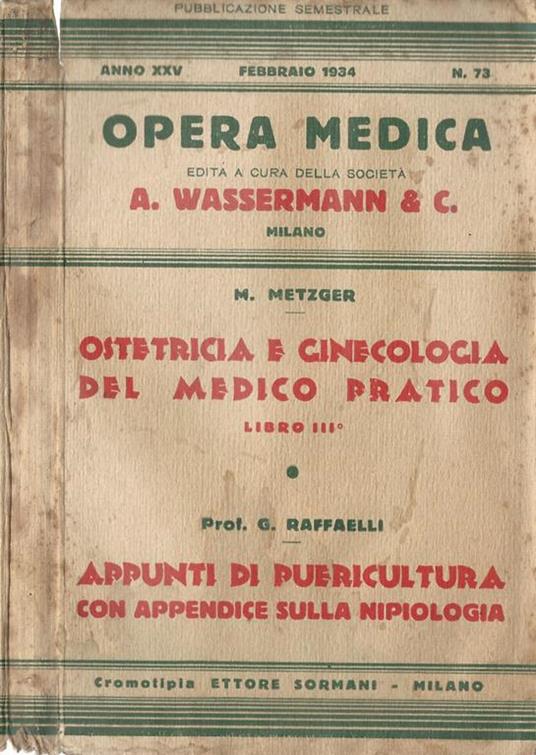 PUBBLICAZIONE SEMESTRALE
ANNO XXV FEBBRAIO 1934 N. 73
OPERA MEDICA
EDITA A CURA DELLA SOCIETÀ
A. WASSERMANN & C.
MILANO
M. METZGER
OSTETRICIA E GINECOLOGIA
DEL MEDICO PRATICO
LIBRO III°
Prof. G. RAFFAELLI
APPUNTI DI PUERICULTURA
CON APPENDICE SULLA NIPIOLOGIA
Cromotipia ETTORE SORMANI - MILANO